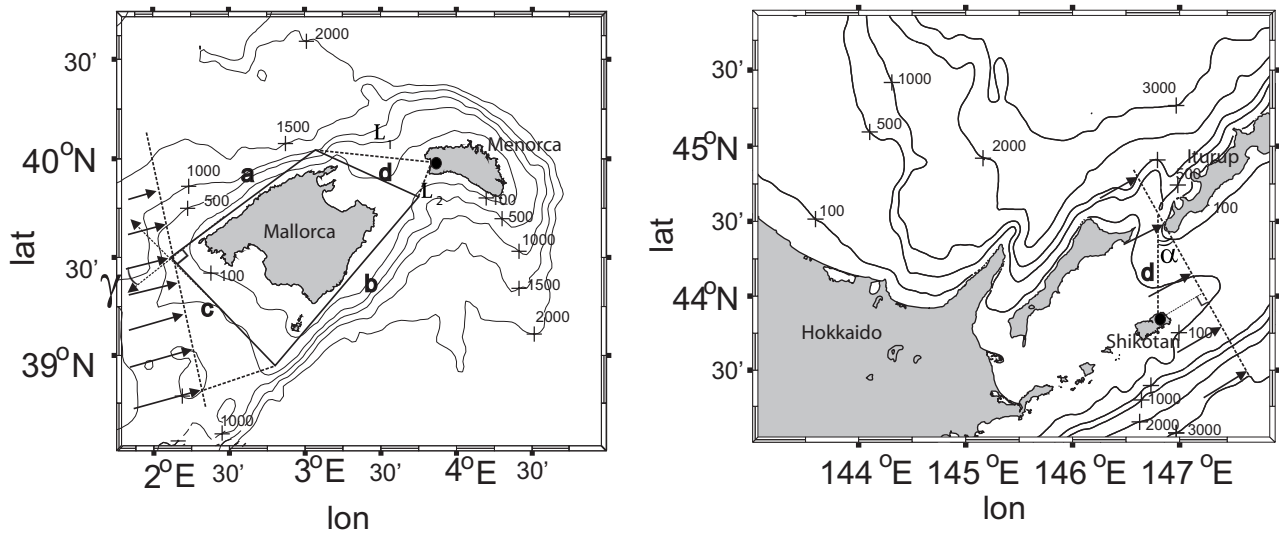 2000
30'
1500
L
1
Menorca
40°N
1000
a
d
500
L₂
100
500
lat
Mallorca
30'
1000
γ
100
b
1500
c
2000
39°N
1000
2°E
30'
3°E
30'
4°E
30'
lon
30'
1000
3000
500
45°N
2000
Iturup
500
100
30'
100
α
lat
d
44°N
Hokkaido
Shikotan
100
30'
1000
2000
3000
144°E
145°E
146°E
147°E
lon